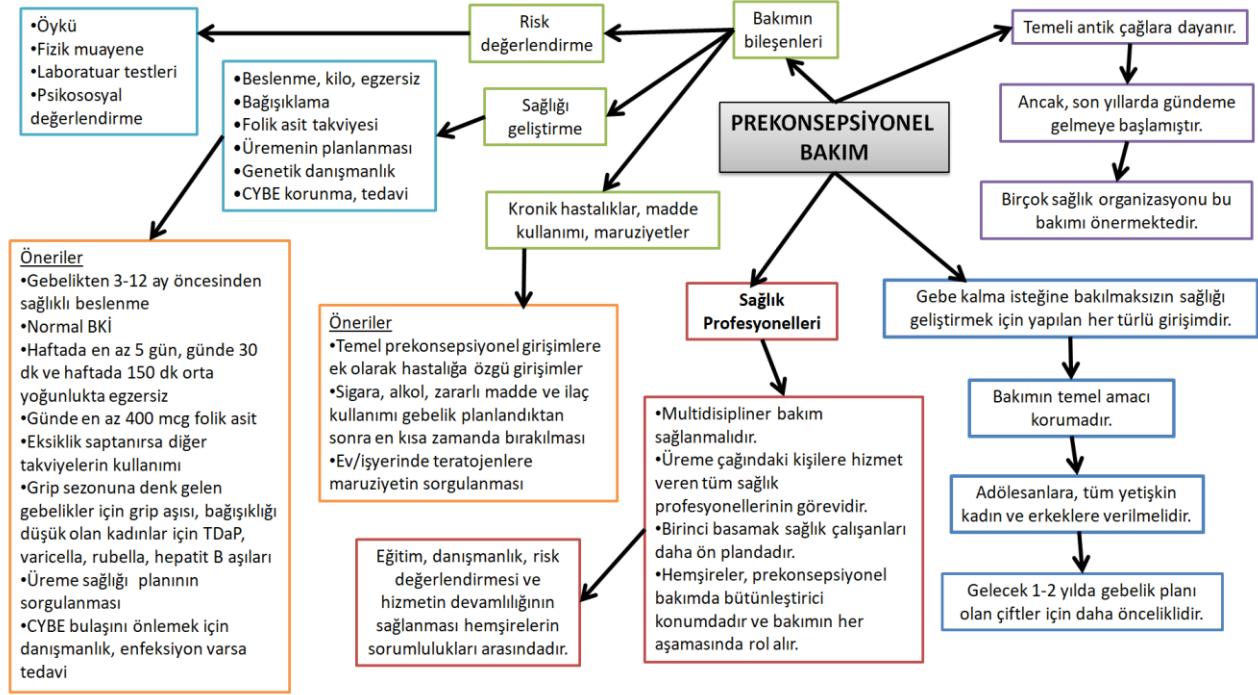 PREKONSEPSİYONEL
BAKIM
Bakımın
bileşenleri
Risk
değerlendirme
•Öykü
•Fizik muayene
•Laboratuar testleri
•Psikososyal
değerlendirme
Sağlığı
geliştirme
•Beslenme, kilo, egzersiz
•Bağışıklama
•Folik asit takviyesi
•Üremenin planlanması
•Genetik danışmanlık
•CYBE korunma, tedavi
Öneriler
•Gebelikten 3-12 ay öncesinden
sağlıklı beslenme
•Normal BKİ
•Haftada en az 5 gün, günde 30
dk ve haftada 150 dk orta
yoğunlukta egzersiz
•Günde en az 400 mcg folik asit
•Eksiklik saptanırsa diğer
takviyelerin kullanımı
•Grip sezonuna denk gelen
gebelikler için grip aşısı, bağışıklığı
düşük olan kadınlar için TDaP,
varicella, rubella, hepatit B aşıları
•Üreme sağlığı planının
sorgulanması
•CYBE bulaşını önlemek için
danışmanlık, enfeksiyon varsa
tedavi
Kronik hastalıklar, madde
kullanımı, maruziyetler
Öneriler
•Temel prekonsepsiyonel girişimlere
ek olarak hastalığa özgü girişimler
•Sigara, alkol, zararlı madde ve ilaç
kullanımı gebelik planlandıktan
sonra en kısa zamanda bırakılması
•Ev/işyerinde teratojenlere
maruziyetin sorgulanması
Temeli antik çağlara dayanır.
Ancak, son yıllarda gündeme
gelmeye başlamıştır.
Birçok sağlık organizasyonu bu
bakımı önermektedir.
Sağlık
Profesyonelleri
•Multidisipliner bakım
sağlanmalıdır.
•Üreme çağındaki kişilere hizmet
veren tüm sağlık
profesyonellerinin görevidir.
•Birinci basamak sağlık çalışanları
daha ön plandadır.
•Hemşireler, prekonsepsiyonel
bakımda bütünleştirici
konumdadır ve bakımın her
aşamasında rol alır.
Eğitim, danışmanlık, risk
değerlendirmesi ve
hizmetin devamlılığının
sağlanması hemşirelerin
sorumlulukları arasındadır.
Gebe kalma isteğine bakılmaksızın sağlığı
geliştirmek için yapılan her türlü girişimdir.
Bakımın temel amacı
korumadır.
Adölesanlara, tüm yetişkin
kadın ve erkeklere verilmelidir.
Gelecek 1-2 yılda gebelik planı
olan çiftler için daha önceliklidir.